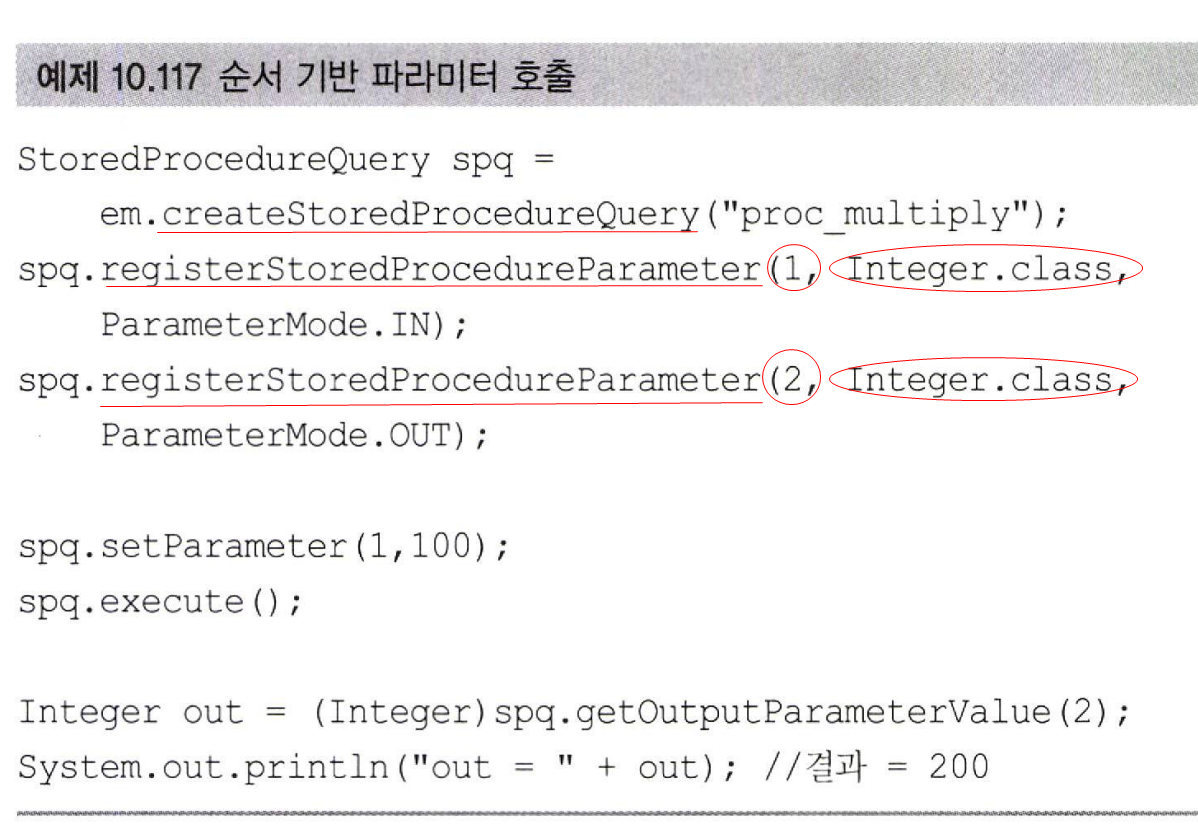 예제 10.117 순서 기반 파라미터 호출
StoredProcedureQuery spq =
em.createStoredProcedureQuery("proc_multiply");
spq.registerStoredProcedureParameter(1, Integer.class,
ParameterMode.IN);
spq.registerStoredProcedureParameter(2, Integer.class,
ParameterMode.OUT);
spq.setParameter(1,100);
spq.execute();
Integer out = (Integer)spq.getOutputParameterValue(2);
System.out.println("out = " + out); //결과 = 200